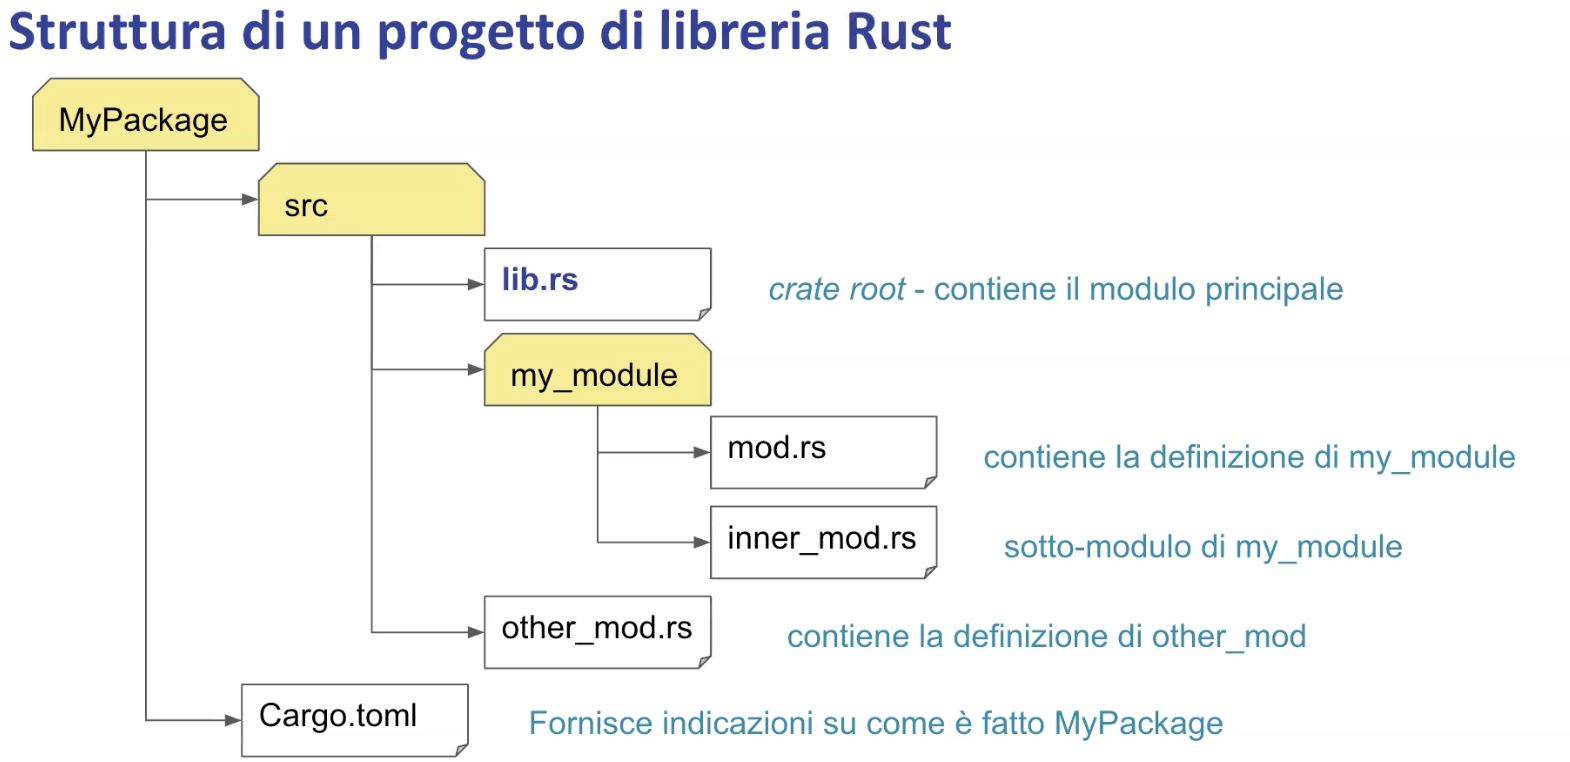 Struttura di un progetto di libreria Rust
MyPackage
src
lib.rs
crate root - contiene il modulo principale
my_module
mod.rs
contiene la definizione di my_module
inner_mod.rs
sotto-modulo di my_module
other_mod.rs
contiene la definizione di other_mod
Cargo.toml
Fornisce indicazioni su come è fatto MyPackage